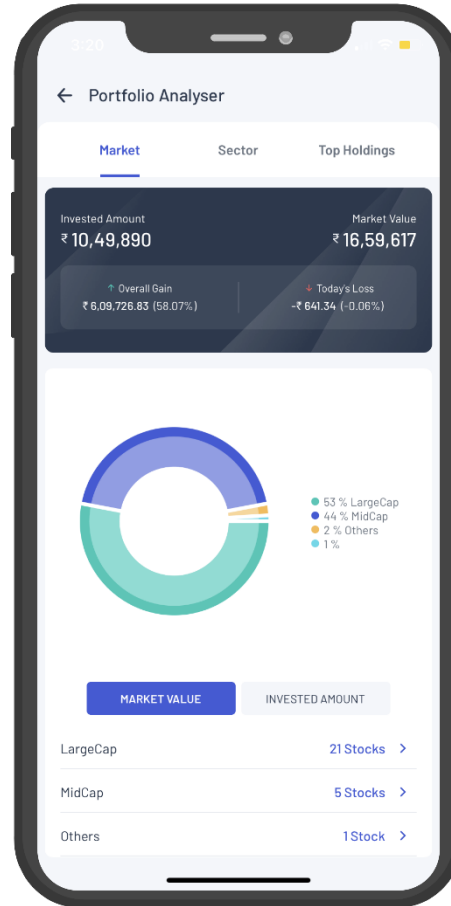 3:20
Portfolio Analyser
Market Sector Top Holdings
Invested Amount Market Value
₹ 10,49,890 ₹ 16,59,617
↑ Overall Gain ↓ Today's Loss
₹ 6,09,726.83 (58.07%) -₹ 641.34 (-0.06%)
53 % LargeCap
44 % MidCap
2 % Others
1 %
MARKET VALUE INVESTED AMOUNT
LargeCap 21 Stocks
MidCap 5 Stocks
Others 1 Stock